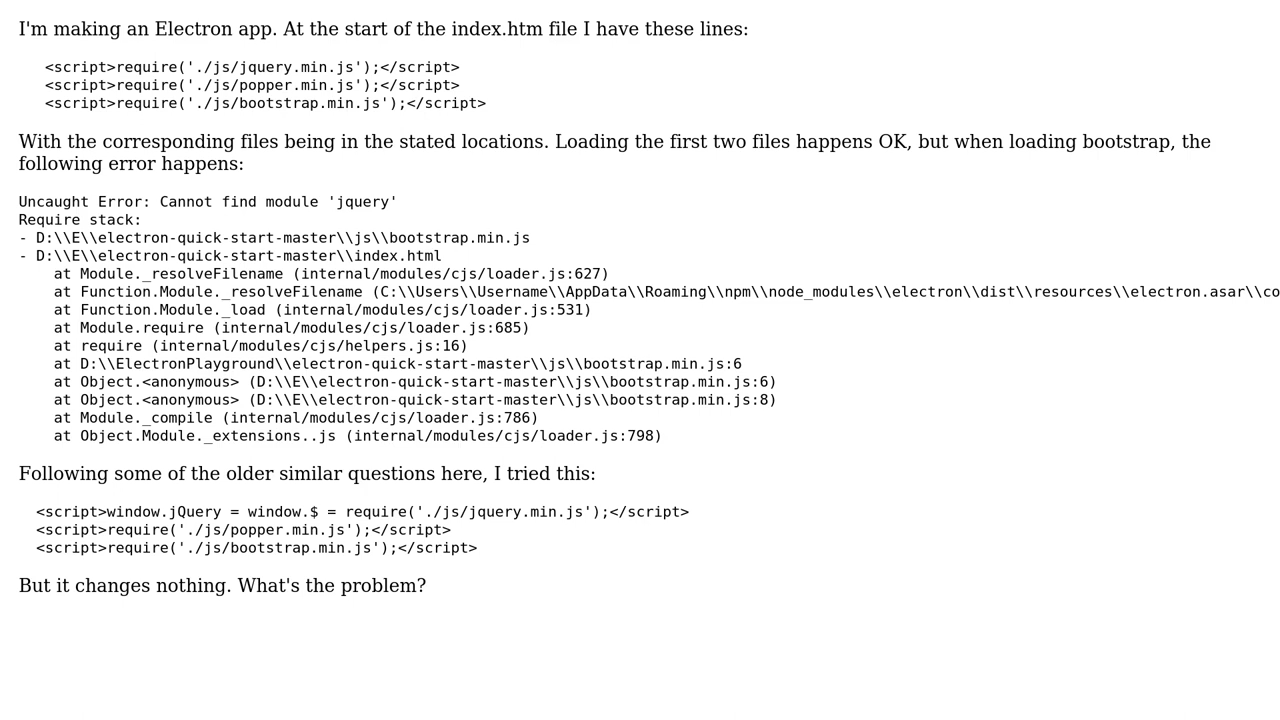 I'm making an Electron app. At the start of the index.htm file I have these lines:
<script>require('./js/jquery.min.js');</script>
<script>require('./js/popper.min.js');</script>
<script>require('./js/bootstrap.min.js');</script>
With the corresponding files being in the stated locations. Loading the first two files happens OK, but when loading bootstrap, the
following error happens:
Uncaught Error: Cannot find module 'jquery'
Require stack:
- D:\\E\\electron-quick-start-master\\js\\bootstrap.min.js
- D:\\E\\electron-quick-start-master\\index.html
at Module._resolveFilename (internal/modules/cjs/loader.js:627)
at Function.Module._resolveFilename (C:\\Users\\Username\\AppData\\Roaming\\npm\\node_modules\\electron\\dist\\resources\\electron.asar\\co
at Function.Module._load (internal/modules/cjs/loader.js:531)
at Module.require (internal/modules/cjs/loader.js:685)
at require (internal/modules/cjs/helpers.js:16)
at D:\\ElectronPlayground\\electron-quick-start-master\\js\\bootstrap.min.js:6
at Object.<anonymous> (D:\\E\\electron-quick-start-master\\js\\bootstrap.min.js:6)
at Object.<anonymous> (D:\\E\\electron-quick-start-master\\js\\bootstrap.min.js:8)
at Module._compile (internal/modules/cjs/loader.js:786)
at Object.Module._extensions..js (internal/modules/cjs/loader.js:798)
Following some of the older similar questions here, I tried this:
<script>window.jQuery = window.$ = require('./js/jquery.min.js');</script>
<script>require('./js/popper.min.js');</script>
<script>require('./js/bootstrap.min.js');</script>
But it changes nothing. What's the problem?